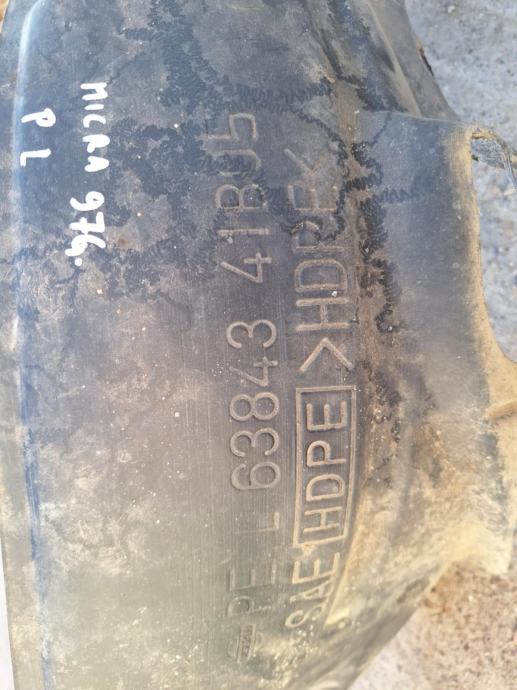 MICRA 97G.
P L
PE L 63843 41B05
SAE HDPE >HDPE<